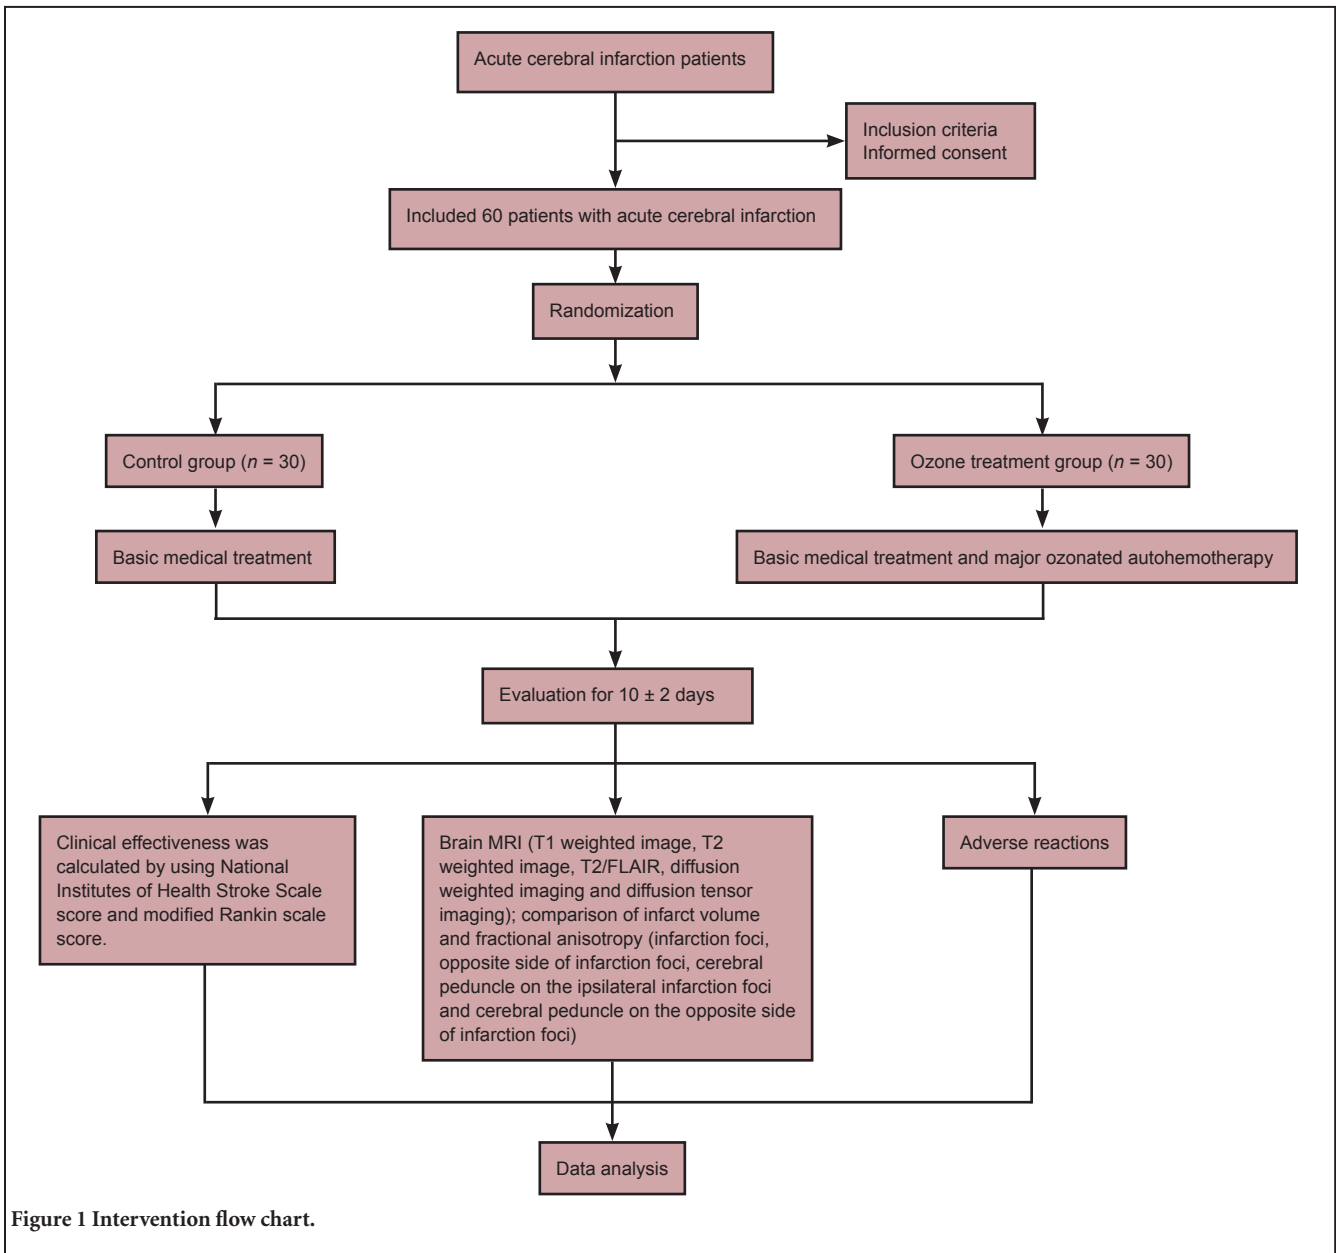 Acute cerebral infarction patients
Inclusion criteria
Informed consent
Included 60 patients with acute cerebral infarction
Randomization
Control group (n = 30)
Ozone treatment group (n = 30)
Basic medical treatment
Basic medical treatment and major ozonated autohemotherapy
Evaluation for 10 ± 2 days
Clinical effectiveness was
calculated by using National
Institutes of Health Stroke Scale
score and modified Rankin scale
score.
Brain MRI (T1 weighted image, T2
weighted image, T2/FLAIR, diffusion
weighted imaging and diffusion tensor
imaging); comparison of infarct volume
and fractional anisotropy (infarction foci,
opposite side of infarction foci, cerebral
peduncle on the ipsilateral infarction foci
and cerebral peduncle on the opposite side
of infarction foci)
Adverse reactions
Data analysis
Figure 1 Intervention flow chart.